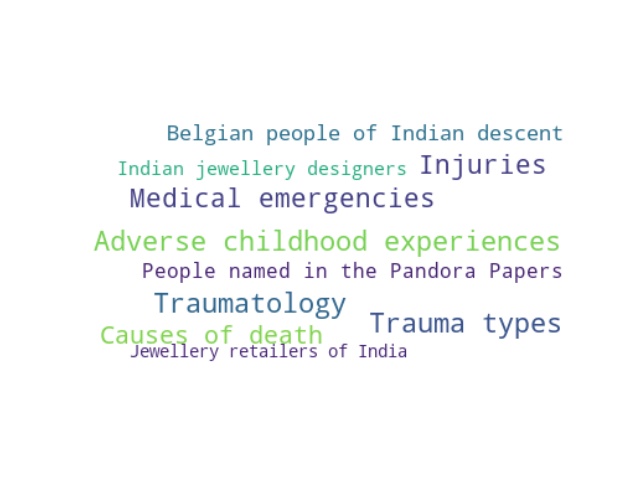 Belgian people of Indian descent
Indian jewellery designers Injuries
Medical emergencies
Adverse childhood experiences
People named in the Pandora Papers
Traumatology
Trauma types
Causes of death
Jewellery retailers of India